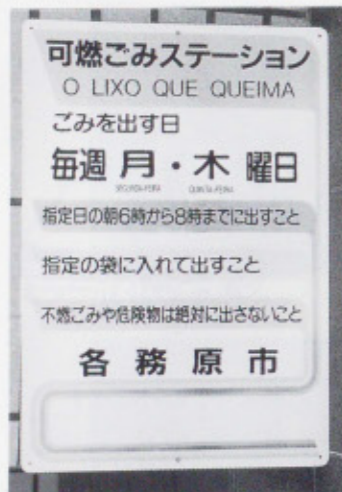 可燃ごみステーション
O LIXO QUE QUEIMA
ごみを出す日
毎週 月・木 曜日
SEGUNDA-FEIRA QUINTA-FEIRA
指定日の朝6時から8時までに出すこと
指定の袋に入れて出すこと
不燃ごみや危険物は絶対に出さないこと
各務原市